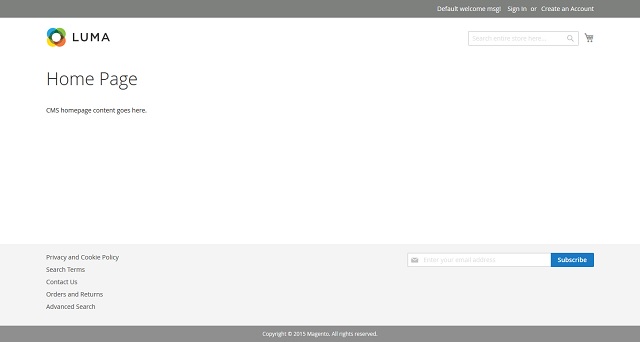 Default welcome msg! Sign In or Create an Account
LUMA
Search entire store here...
Home Page
CMS homepage content goes here.
Privacy and Cookie Policy
Enter your email address
Subscribe
Search Terms
Contact Us
Orders and Returns
Advanced Search
Copyright © 2015 Magento. All rights reserved.